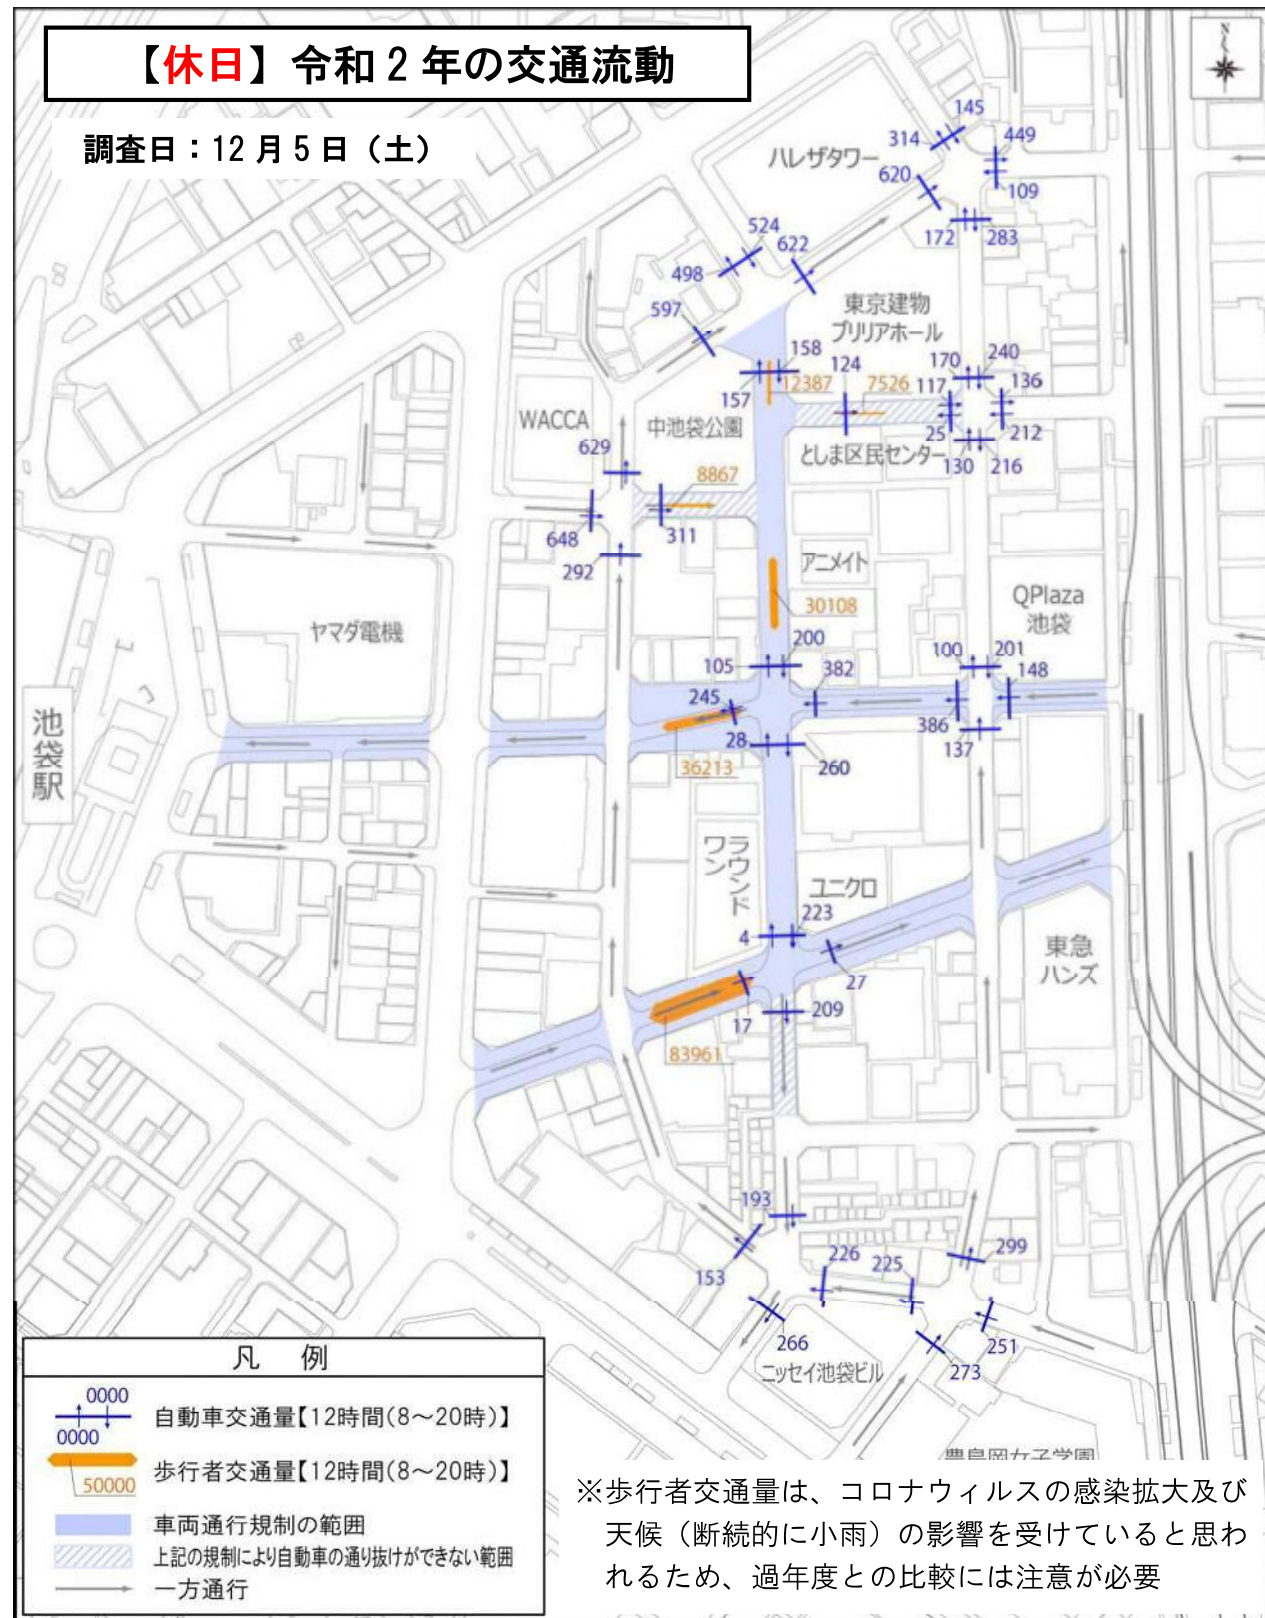 【休日】令和２年の交通流動
調査日：12月5日（土）
N
145
314
449
ハレザタワー
620
109
524
622
172
283
498
597
東京建物
ブリリアホール
158
124
170
240
12387
7526
117
136
157
WACCA
中池袋公園
25
212
629
としま区民センター
130
216
8867
648
311
292
アニメイト
QPlaza
池袋
30108
ヤマダ電機
200
100
201
105
382
148
245
池袋駅
386
28
137
36213
260
ラウンド
ワン
ユニクロ
223
4
東急
ハンズ
27
17
209
83961
193
226
225
299
153
266
251
273
ニッセイ池袋ビル
豊島岡女子学園
凡　例
0000
0000
自動車交通量【12時間(8～20時)】
50000
歩行者交通量【12時間(8～20時)】
車両通行規制の範囲
上記の規制により自動車の通り抜けができない範囲
一方通行
※歩行者交通量は、コロナウィルスの感染拡大及び
天候（断続的に小雨）の影響を受けていると思わ
れるため、過年度との比較には注意が必要